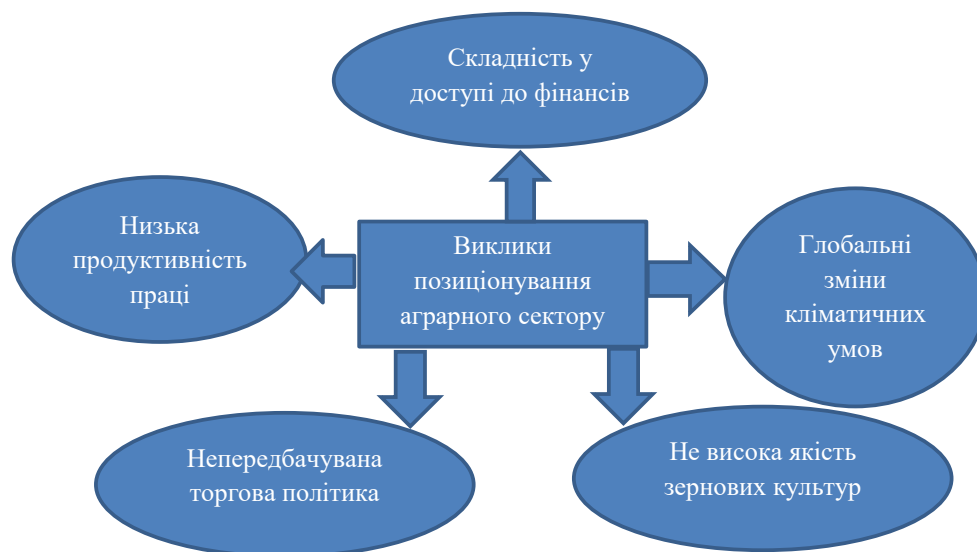 Складність у
доступі до фінансів
Низька
продуктивність
праці
Виклики
позиціонування
аграрного сектору
Глобальні
зміни
кліматичних
умов
Непередбачувана
торгова політика
Не висока якість
зернових культур